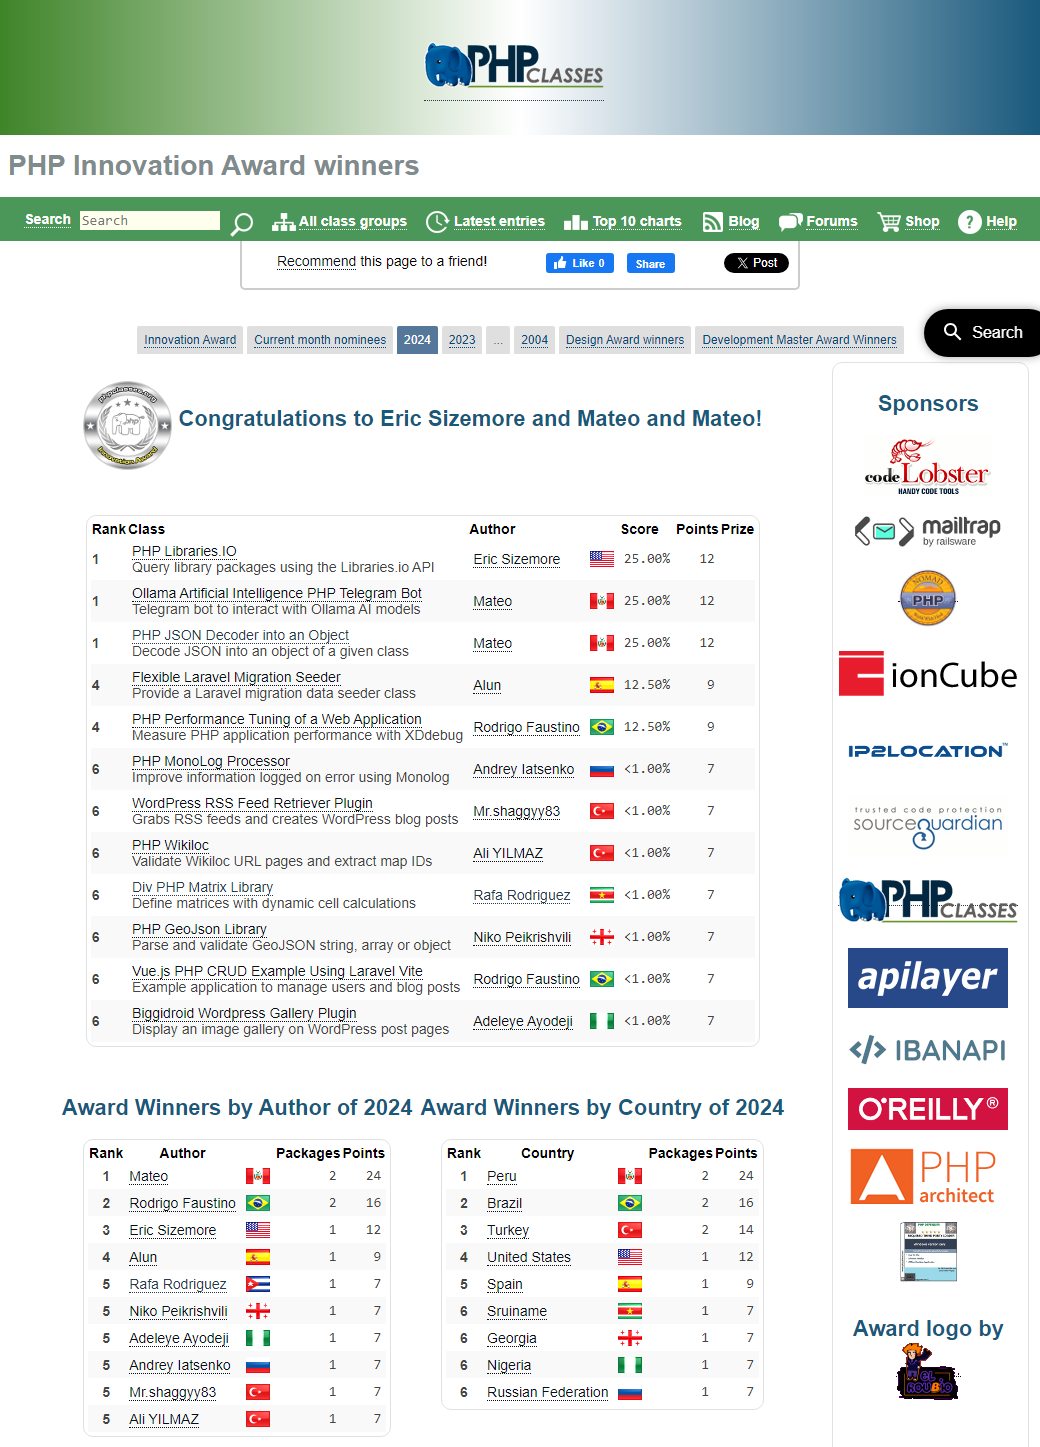 PHP CLASSES
PHP Innovation Award winners
Search Search All class groups Latest entries Top 10 charts Blog Forums Shop Help
Recommend this page to a friend! Like 0 Share Post
Innovation Award Current month nominees 2024 2023 ... 2004 Design Award winners Development Master Award Winners
Search
phpclasses.org
php
Innovation Award
Congratulations to Eric Sizemore and Mateo and Mateo!
Rank Class Author Score Points Prize
1 PHP Libraries.IO Eric Sizemore 25.00% 12
Query library packages using the Libraries.io API
1 Ollama Artificial Intelligence PHP Telegram Bot Mateo 25.00% 12
Telegram bot to interact with Ollama AI models
1 PHP JSON Decoder into an Object Mateo 25.00% 12
Decode JSON into an object of a given class
4 Flexible Laravel Migration Seeder Alun 12.50% 9
Provide a Laravel migration data seeder class
4 PHP Performance Tuning of a Web Application Rodrigo Faustino 12.50% 9
Measure PHP application performance with XDdebug
6 PHP MonoLog Processor Andrey Iatsenko <1.00% 7
Improve information logged on error using Monolog
6 WordPress RSS Feed Retriever Plugin Mr.shaggyy83 <1.00% 7
Grabs RSS feeds and creates WordPress blog posts
6 PHP Wikiloc Ali YILMAZ <1.00% 7
Validate Wikiloc URL pages and extract map IDs
6 Div PHP Matrix Library Rafa Rodriguez <1.00% 7
Define matrices with dynamic cell calculations
6 PHP GeoJson Library Niko Peikrishvili <1.00% 7
Parse and validate GeoJSON string, array or object
6 Vue.js PHP CRUD Example Using Laravel Vite Rodrigo Faustino <1.00% 7
Example application to manage users and blog posts
6 Biggidroid Wordpress Gallery Plugin Adeleye Ayodeji <1.00% 7
Display an image gallery on WordPress post pages
Award Winners by Author of 2024
Rank Author Packages Points
1 Mateo 2 24
2 Rodrigo Faustino 2 16
3 Eric Sizemore 1 12
4 Alun 1 9
5 Rafa Rodriguez 1 7
5 Niko Peikrishvili 1 7
5 Adeleye Ayodeji 1 7
5 Andrey Iatsenko 1 7
5 Mr.shaggyy83 1 7
5 Ali YILMAZ 1 7
Award Winners by Country of 2024
Rank Country Packages Points
1 Peru 2 24
2 Brazil 2 16
3 Turkey 2 14
4 United States 1 12
5 Spain 1 9
6 Sruiname 1 7
6 Georgia 1 7
6 Nigeria 1 7
6 Russian Federation 1 7
Sponsors
codeLobster
HANDY CODE TOOLS
mailtrap
by railsware
NOMAD
PHP
ionCube
IP2LOCATION™
trusted code protection
sourceguardian
PHP CLASSES
apilayer
</> IBANAPI
O'REILLY®
PHP
architect
Award logo by
EL
ROUBIO